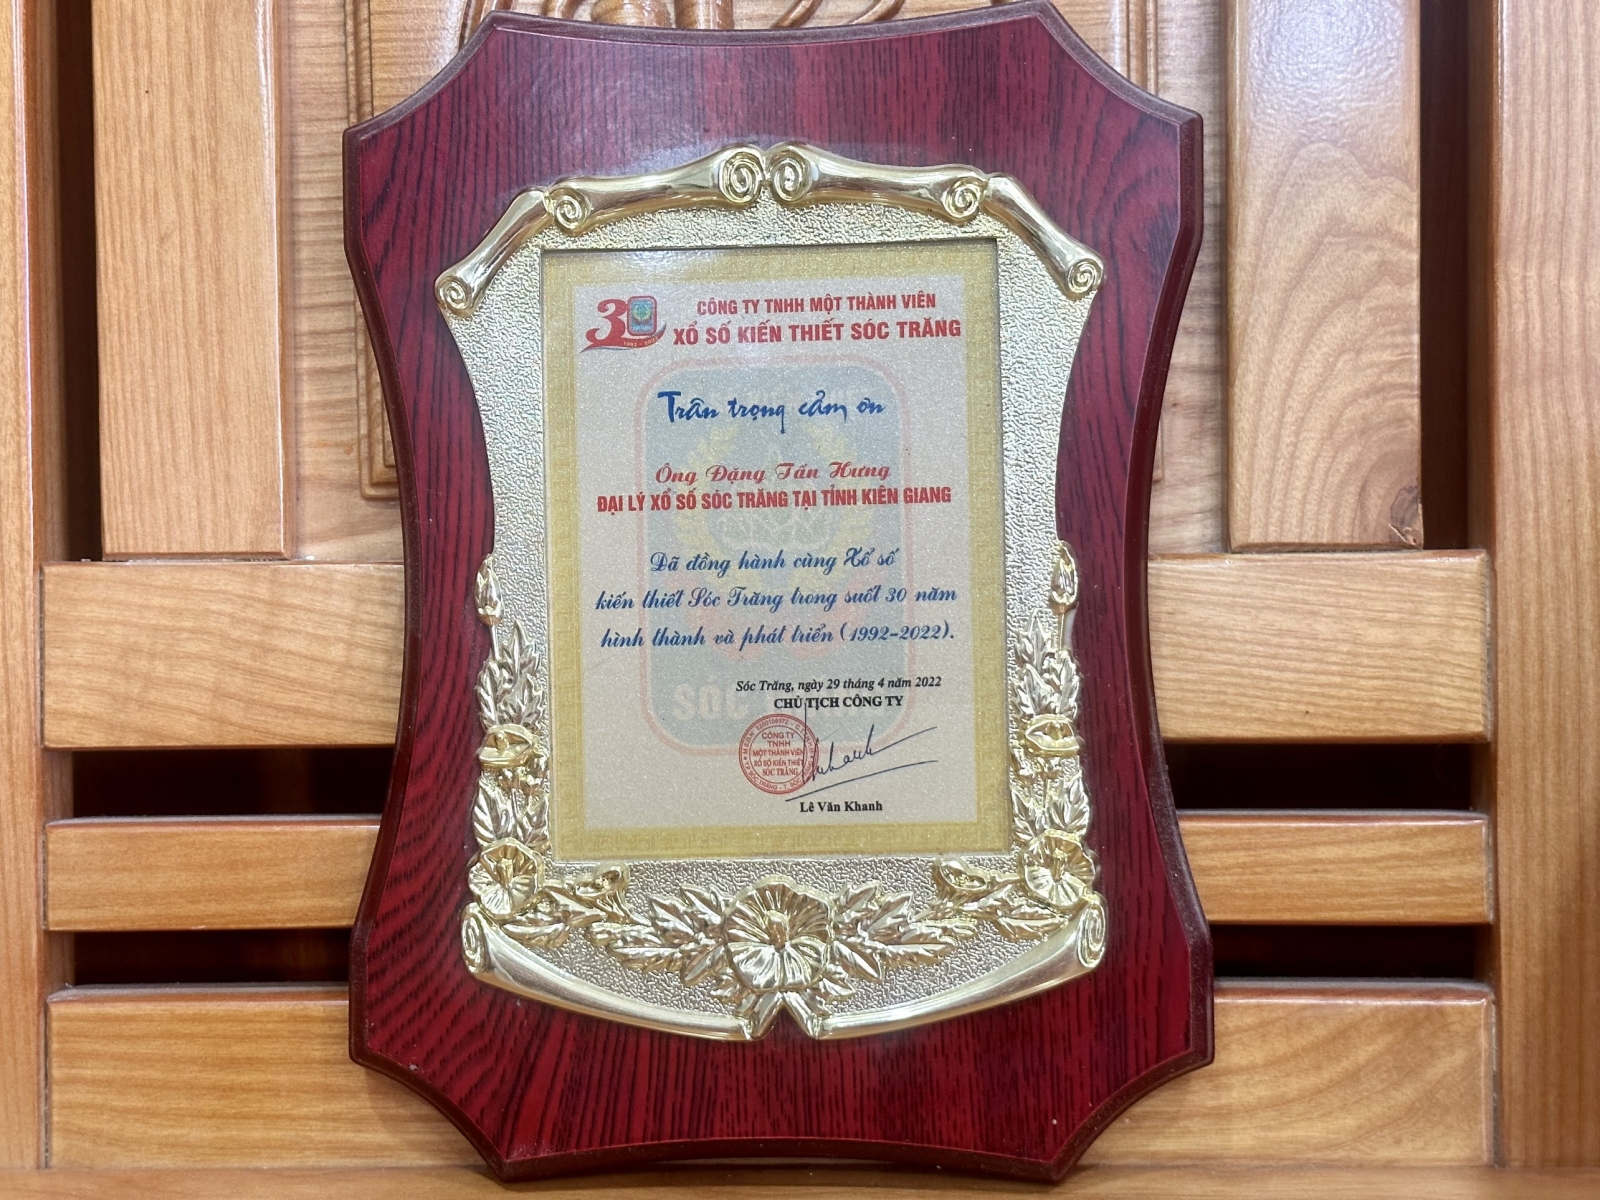 30
1992 - 2022
CÔNG TY TNHH MỘT THÀNH VIÊN
XỔ SỐ KIẾN THIẾT SÓC TRĂNG
Trân trọng cảm ơn
Ông Đặng Tấn Hưng
ĐẠI LÝ XỔ SỐ SÓC TRĂNG TẠI TỈNH KIÊN GIANG
Đã đồng hành cùng Xổ số
kiến thiết Sóc Trăng trong suốt 30 năm
hình thành và phát triển (1992-2022).
Sóc Trăng, ngày 29 tháng 4 năm 2022
CHỦ TỊCH CÔNG TY
CÔNG TY
TNHH
MỘT THÀNH VIÊN
XỔ SỐ KIẾN THIẾT
SÓC TRĂNG
Lê Văn Khanh